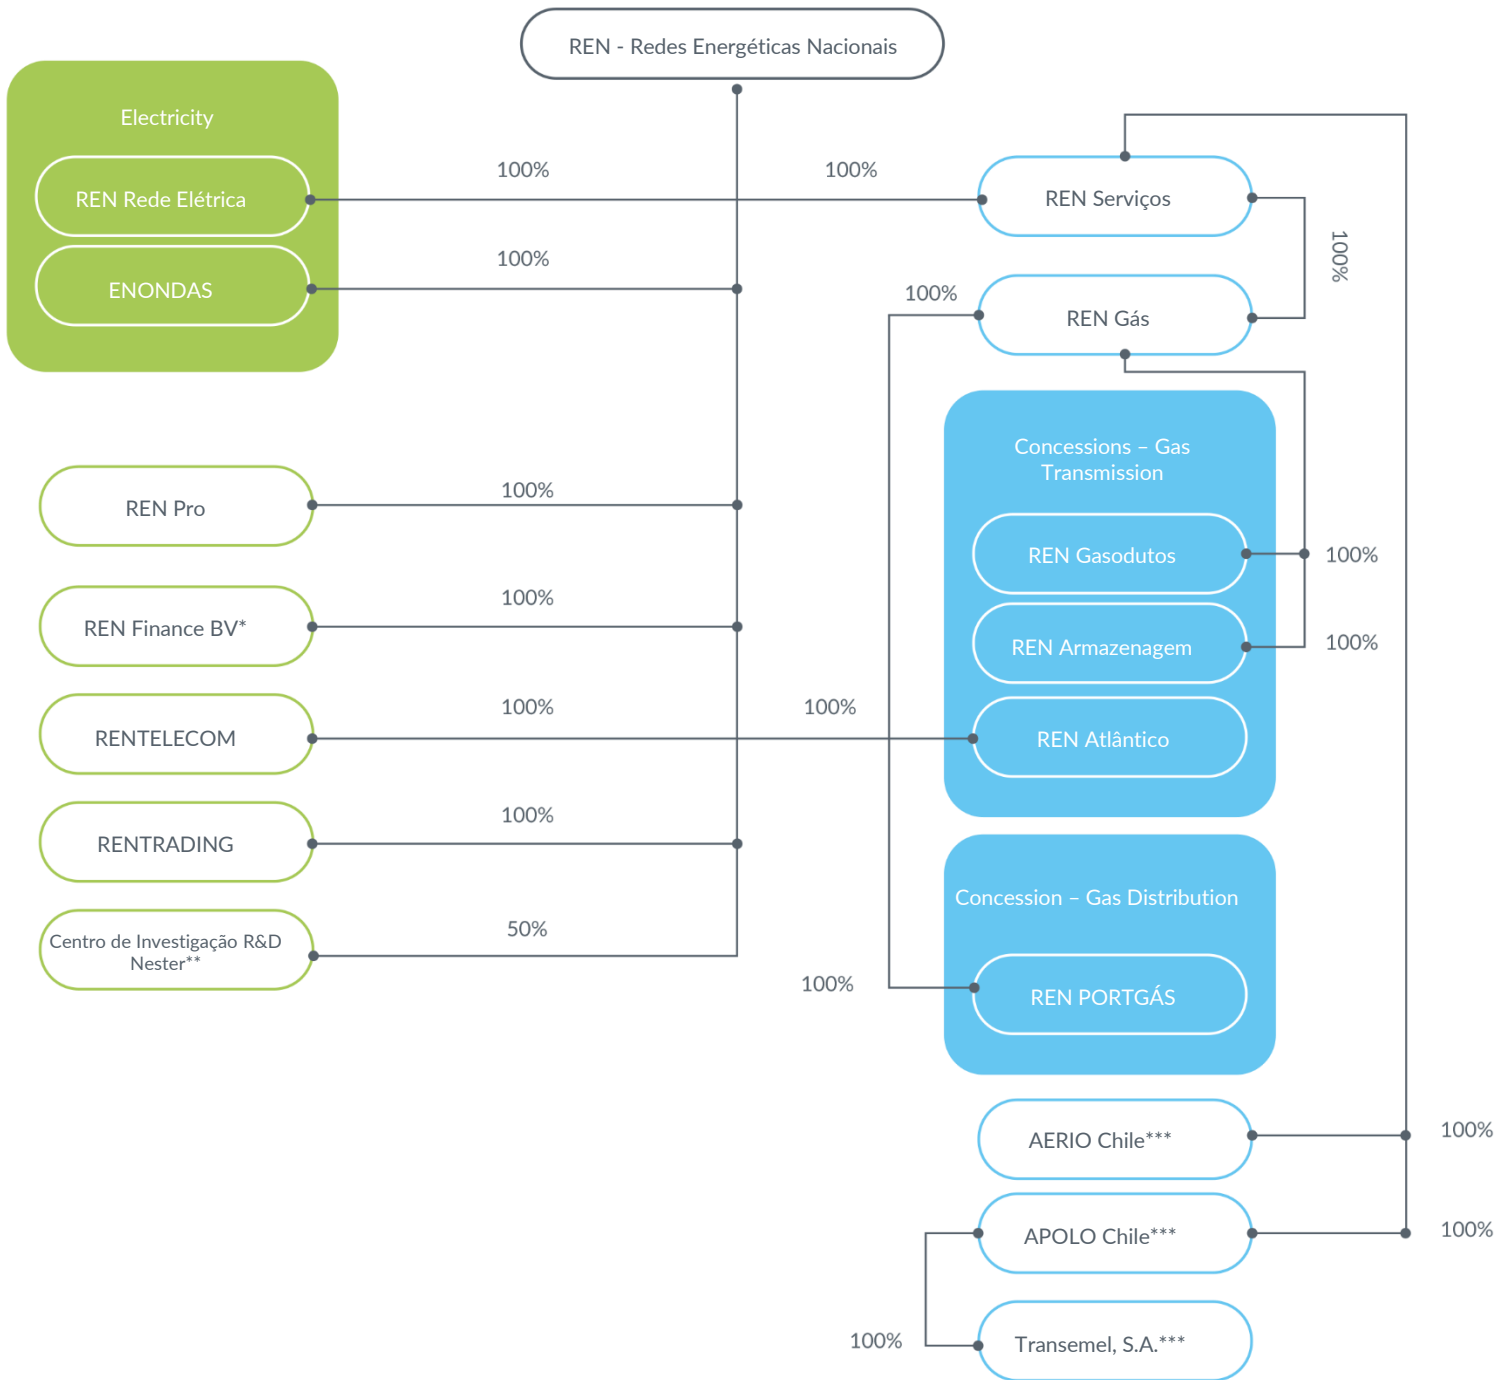 REN - Redes Energéticas Nacionais
Electricity
REN Rede Elétrica
100%
100%
REN Serviços
ENONDAS
100%
100%
100%
REN Gás
Concessions – Gas
Transmission
REN Pro
100%
REN Gasodutos
100%
REN Finance BV*
100%
REN Armazenagem
100%
RENTELECOM
100%
100%
REN Atlântico
RENTRADING
100%
Centro de Investigação R&D
Nester**
50%
Concession – Gas Distribution
100%
REN PORTGÁS
AERIO Chile***
100%
APOLO Chile***
100%
100%
Transemel, S.A.***